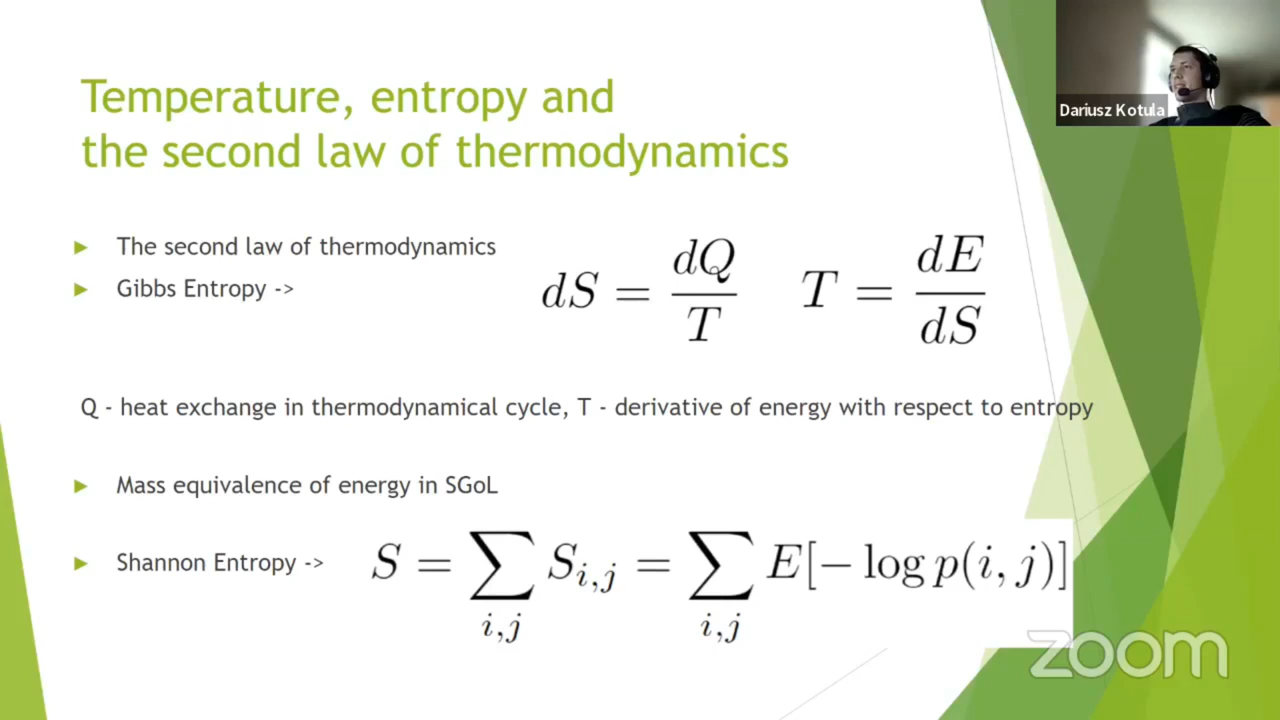 Temperature, entropy and
the second law of thermodynamics
Dariusz Kotula
► The second law of thermodynamics
► Gibbs Entropy ->
dS = dQ/T T = dE/dS
Q - heat exchange in thermodynamical cycle, T - derivative of energy with respect to entropy
► Mass equivalence of energy in SGoL
► Shannon Entropy -> S = ∑_{i,j} S_{i,j} = ∑_{i,j} E[− log p(i, j)]
zoom